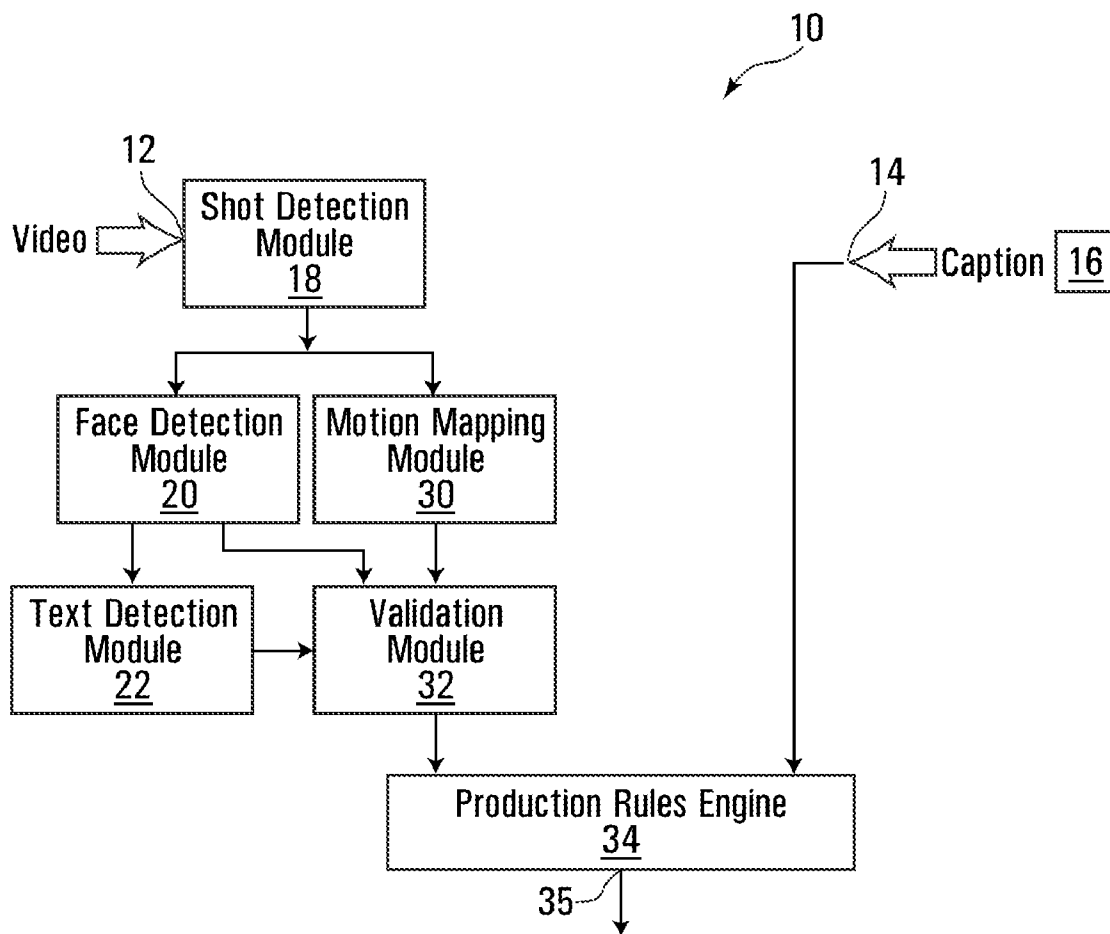 10
12
Shot Detection
Module
18
Video
14
Caption 16
Face Detection
Module
20
Motion Mapping
Module
30
Text Detection
Module
22
Validation
Module
32
Production Rules Engine
34
35